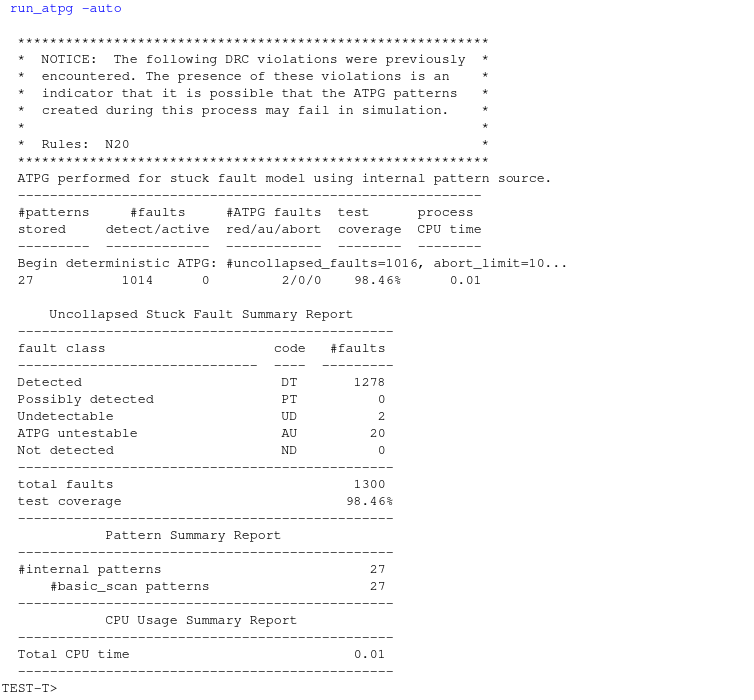 run_atpg -auto
***********************************************************
* NOTICE: The following DRC violations were previously *
* encountered. The presence of these violations is an *
* indicator that it is possible that the ATPG patterns *
* created during this process may fail in simulation. *
* *
* Rules: N20 *
***********************************************************
ATPG performed for stuck fault model using internal pattern source.
----------------------------------------------------------
#patterns #faults #ATPG faults test process
stored detect/active red/au/abort coverage CPU time
--------- ------------- ------------ -------- --------
Begin deterministic ATPG: #uncollapsed_faults=1016, abort_limit=10...
27 1014 0 2/0/0 98.46% 0.01
Uncollapsed Stuck Fault Summary Report
-----------------------------------------------
fault class code #faults
------------------------------ ---- ---------
Detected DT 1278
Possibly detected PT 0
Undetectable UD 2
ATPG untestable AU 20
Not detected ND 0
-----------------------------------------------
total faults 1300
test coverage 98.46%
-----------------------------------------------
Pattern Summary Report
-----------------------------------------------
#internal patterns 27
#basic_scan patterns 27
-----------------------------------------------
CPU Usage Summary Report
-----------------------------------------------
Total CPU time 0.01
-----------------------------------------------
TEST-T>